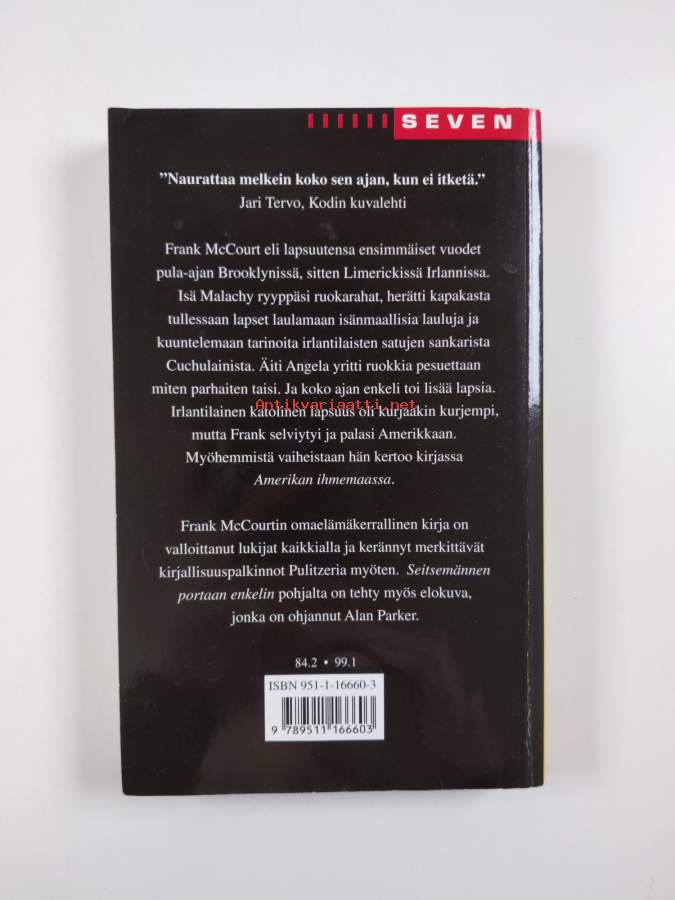 SEVEN
”Naurattaa melkein koko sen ajan, kun ei itketä.”
Jari Tervo, Kodin kuvalehti
Frank McCourt eli lapsuutensa ensimmäiset vuodet
pula-ajan Brooklynissä, sitten Limerickissä Irlannissa.
Isä Malachy ryyppäsi ruokarahat, herätti kapakasta
tullessaan lapset laulamaan isänmaallisia lauluja ja
kuuntelemaan tarinoita irlantilaisten satujen sankarista
Cuchulainista. Äiti Angela yritti ruokkia pesuettaan
miten parhaiten taisi. Ja koko ajan enkeli toi lisää lapsia.
Antikvariaatti.net
Irlantilainen katolinen lapsuus oli kurjaakin kurjempi,
mutta Frank selviytyi ja palasi Amerikkaan.
Myöhemmistä vaiheistaan hän kertoo kirjassa
Amerikan ihmemaassa.
Frank McCourtin omaelämäkerrallinen kirja on
valloittanut lukijat kaikkialla ja kerännyt merkittävät
kirjallisuuspalkinnot Pulitzeria myöten. Seitsemännen
portaan enkelin pohjalta on tehty myös elokuva,
jonka on ohjannut Alan Parker.
84.2 • 99.1
ISBN 951-1-16660-3
9 789511 166603